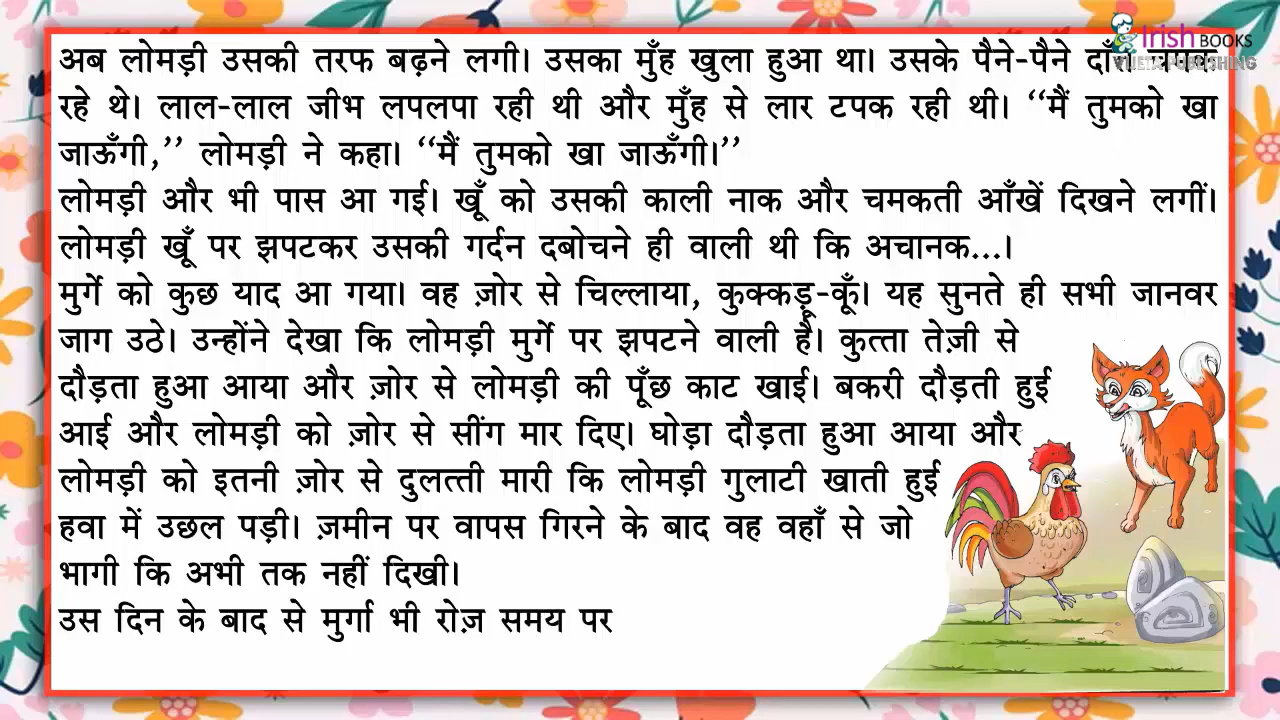 Irish BOOKS
VIJETA PUBLISHING
अब लोमड़ी उसकी तरफ बढ़ने लगी। उसका मुँह खुला हुआ था। उसके पैने-पैने दाँत
रहे थे। लाल-लाल जीभ लपलपा रही थी और मुँह से लार टपक रही थी। ‘‘मैं तुमको खा
जाऊँगी,’’ लोमड़ी ने कहा। ‘‘मैं तुमको खा जाऊँगी।’’
लोमड़ी और भी पास आ गई। खूँ को उसकी काली नाक और चमकती आँखें दिखने लगीं।
लोमड़ी खूँ पर झपटकर उसकी गर्दन दबोचने ही वाली थी कि अचानक...।
मुर्गे को कुछ याद आ गया। वह ज़ोर से चिल्लाया, कुक्कड़ू-कूँ। यह सुनते ही सभी जानवर
जाग उठे। उन्होंने देखा कि लोमड़ी मुर्गे पर झपटने वाली है। कुत्ता तेज़ी से
दौड़ता हुआ आया और ज़ोर से लोमड़ी की पूँछ काट खाई। बकरी दौड़ती हुई
आई और लोमड़ी को ज़ोर से सींग मार दिए। घोड़ा दौड़ता हुआ आया और
लोमड़ी को इतनी ज़ोर से दुलत्ती मारी कि लोमड़ी गुलाटी खाती हुई
हवा में उछल पड़ी। ज़मीन पर वापस गिरने के बाद वह वहाँ से जो
भागी कि अभी तक नहीं दिखी।
उस दिन के बाद से मुर्गा भी रोज़ समय पर